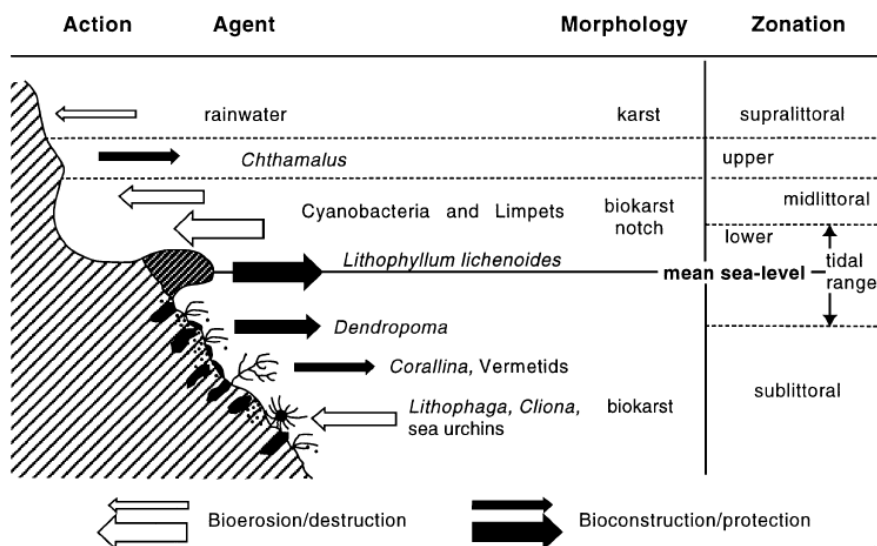 Action Agent Morphology Zonation
rainwater karst supralittoral
Chthamalus upper
midlittoral
Cyanobacteria and Limpets biokarst
notch
lower
Lithophyllum lichenoides
mean sea-level
tidal
range
Dendropoma
Corallina, Vermetids
Lithophaga, Cliona, biokarst sublittoral
sea urchins
Bioerosion/destruction Bioconstruction/protection